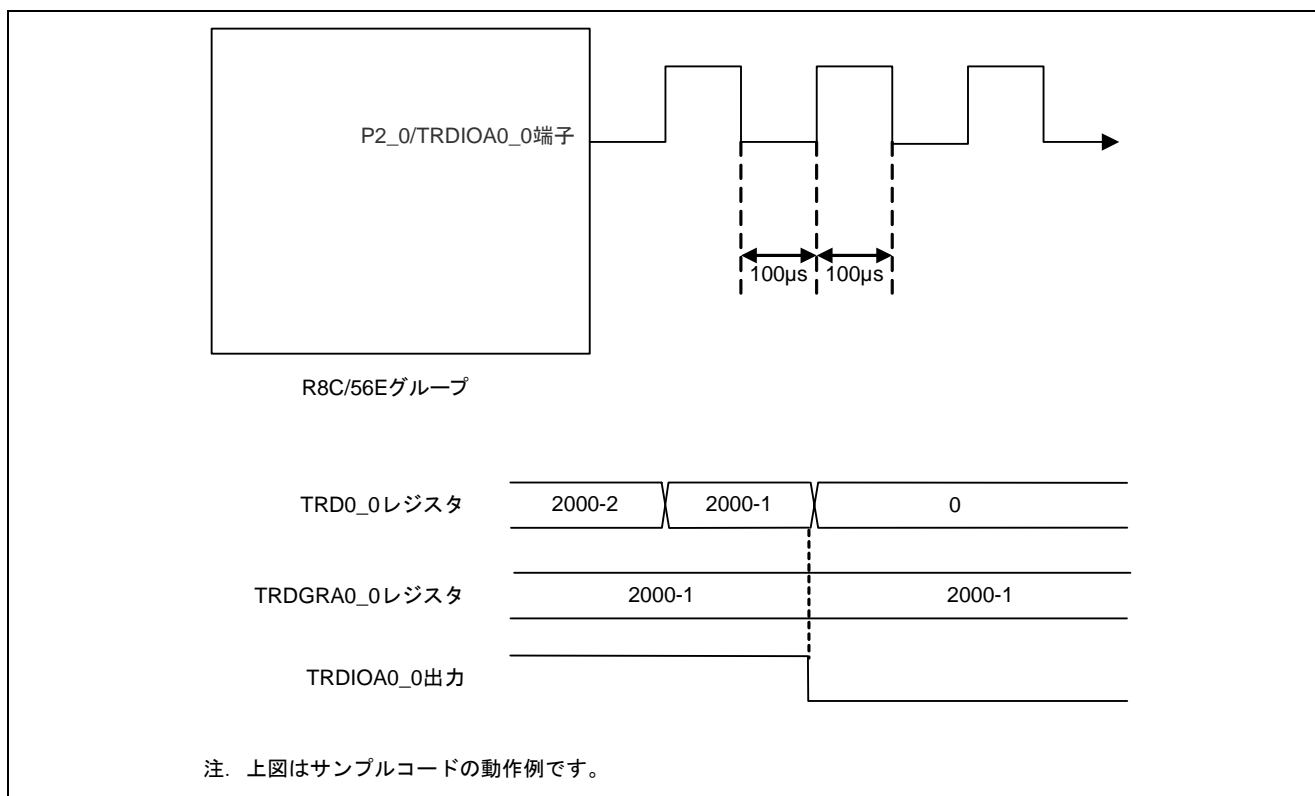 P2_0/TRDIOA0_0端子
100µs 100µs
R8C/56Eグループ
TRD0_0レジスタ 2000-2 2000-1 0
TRDGRA0_0レジスタ 2000-1 2000-1
TRDIOA0_0出力
注. 上図はサンプルコードの動作例です。